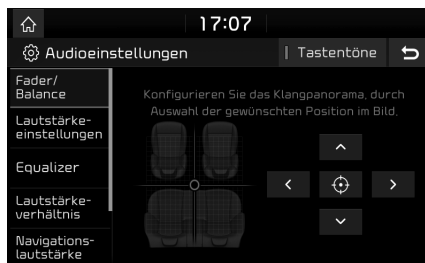 17:07
Audioeinstellungen
Tastentöne
Fader/
Balance
Lautstärke-
einstellungen
Equalizer
Lautstärke-
verhältnis
Navigations-
lautstärke
Konfigurieren Sie das Klangpanorama, durch
Auswahl der gewünschten Position im Bild.